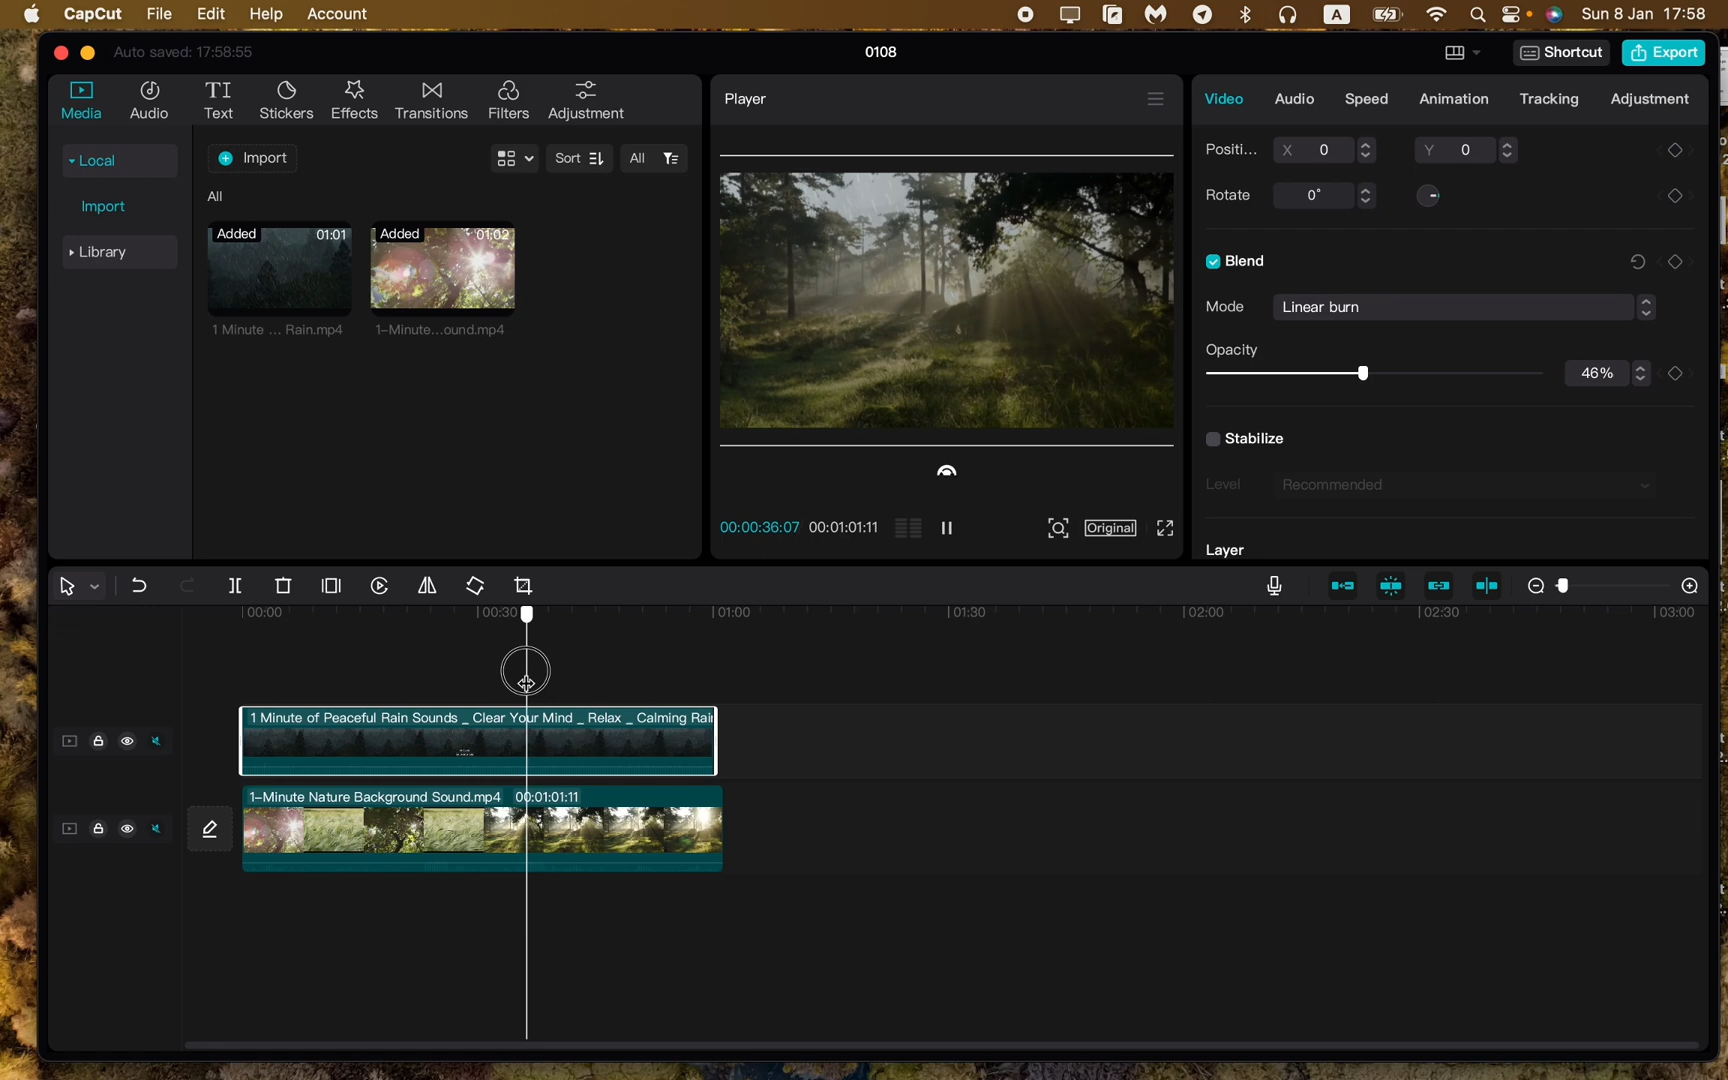 CapCut File Edit Help Account A Sun 8 Jan 17:58
Auto saved: 17:58:55 0108 Shortcut Export
Media Audio Text Stickers Effects Transitions Filters Adjustment
Player
Video Audio Speed Animation Tracking Adjustment
Local
Import
Library
Import Sort All
All
Added 01:01
1 Minute ... Rain.mp4
Added 01:02
1-Minute...ound.mp4
00:00:36:07 00:01:01:11 Original
Positi... X 0 Y 0
Rotate 0°
Blend
Mode Linear burn
Opacity
46%
Stabilize
Level Recommended
Layer
00:00 00:30 01:00 01:30 02:00 02:30 03:00
1 Minute of Peaceful Rain Sounds _ Clear Your Mind _ Relax _ Calming Rai
1-Minute Nature Background Sound.mp4 00:01:01:11